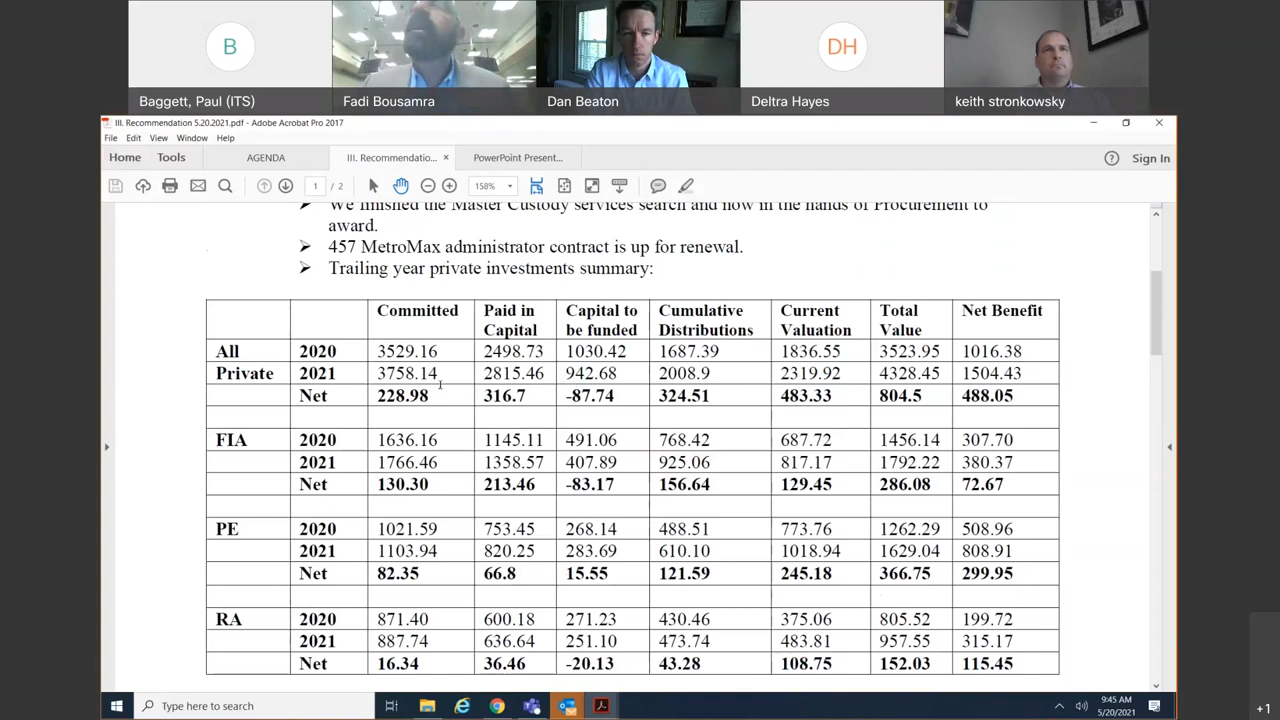 B
DH
Baggett, Paul (ITS)
Fadi Bousamra
Dan Beaton
Deltra Hayes
keith stronkowsky
III. Recommendation 5.20.2021.pdf - Adobe Acrobat Pro 2017
File Edit View Window Help
Home Tools AGENDA III. Recommendatio... × PowerPoint Present... ? Sign In
1 / 2 158%
We finished the Master Custody services search and now in the hands of Procurement to
award.
➢ 457 MetroMax administrator contract is up for renewal.
➢ Trailing year private investments summary:
Committed Paid in Capital to Cumulative Current Total Net Benefit
Capital be funded Distributions Valuation Value
All 2020 3529.16 2498.73 1030.42 1687.39 1836.55 3523.95 1016.38
Private 2021 3758.14 2815.46 942.68 2008.9 2319.92 4328.45 1504.43
Net 228.98 316.7 -87.74 324.51 483.33 804.5 488.05
FIA 2020 1636.16 1145.11 491.06 768.42 687.72 1456.14 307.70
2021 1766.46 1358.57 407.89 925.06 817.17 1792.22 380.37
Net 130.30 213.46 -83.17 156.64 129.45 286.08 72.67
PE 2020 1021.59 753.45 268.14 488.51 773.76 1262.29 508.96
2021 1103.94 820.25 283.69 610.10 1018.94 1629.04 808.91
Net 82.35 66.8 15.55 121.59 245.18 366.75 299.95
RA 2020 871.40 600.18 271.23 430.46 375.06 805.52 199.72
2021 887.74 636.64 251.10 473.74 483.81 957.55 315.17
Net 16.34 36.46 -20.13 43.28 108.75 152.03 115.45
Type here to search
9:45 AM
5/20/2021
+1